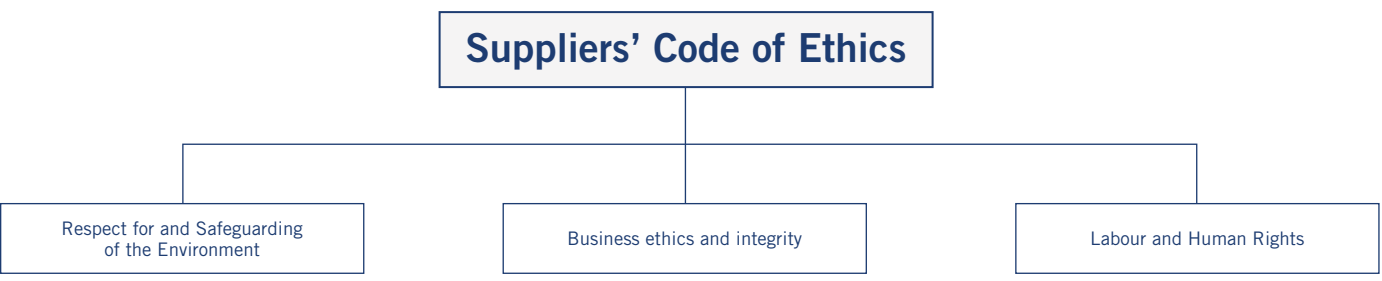 Suppliers’ Code of Ethics
Respect for and Safeguarding
of the Environment
Business ethics and integrity
Labour and Human Rights